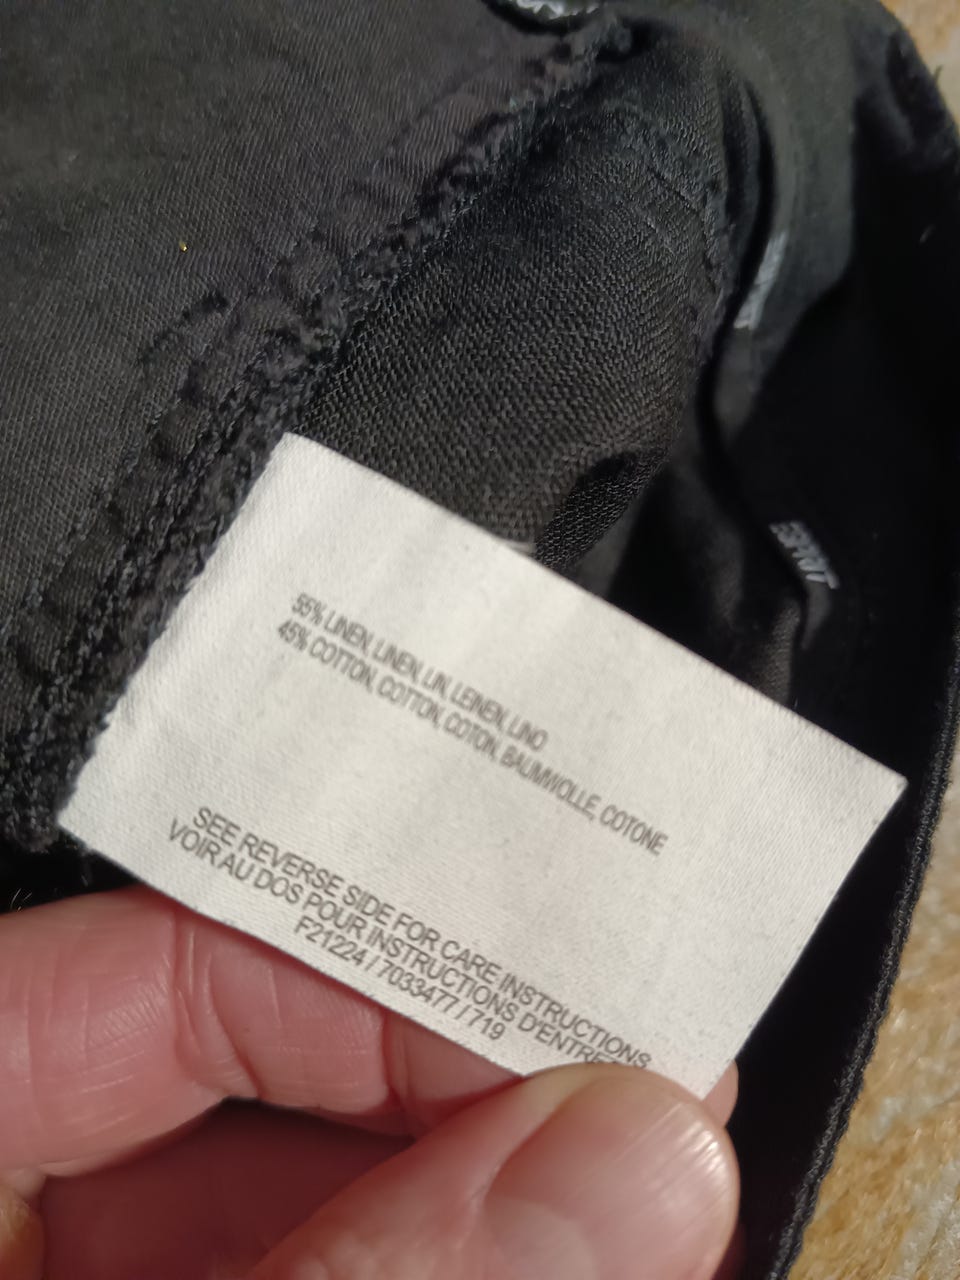 ESPRIT
55% LINEN, LINEN, LIN, LEINEN, LINO
45% COTTON, COTTON, COTON, BAUMWOLLE, COTONE
SEE REVERSE SIDE FOR CARE INSTRUCTIONS
VOIR AU DOS POUR INSTRUCTIONS
F21224 / 7033477 / 719